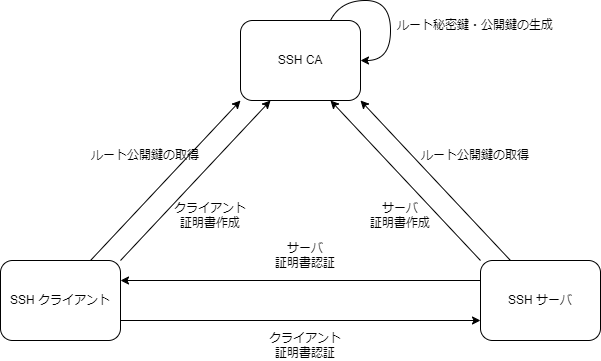 ルート秘密鍵・公開鍵の生成
SSH CA
ルート公開鍵の取得
ルート公開鍵の取得
クライアント
証明書作成
サーバ
証明書作成
サーバ
証明書認証
SSH クライアント
SSH サーバ
クライアント
証明書認証